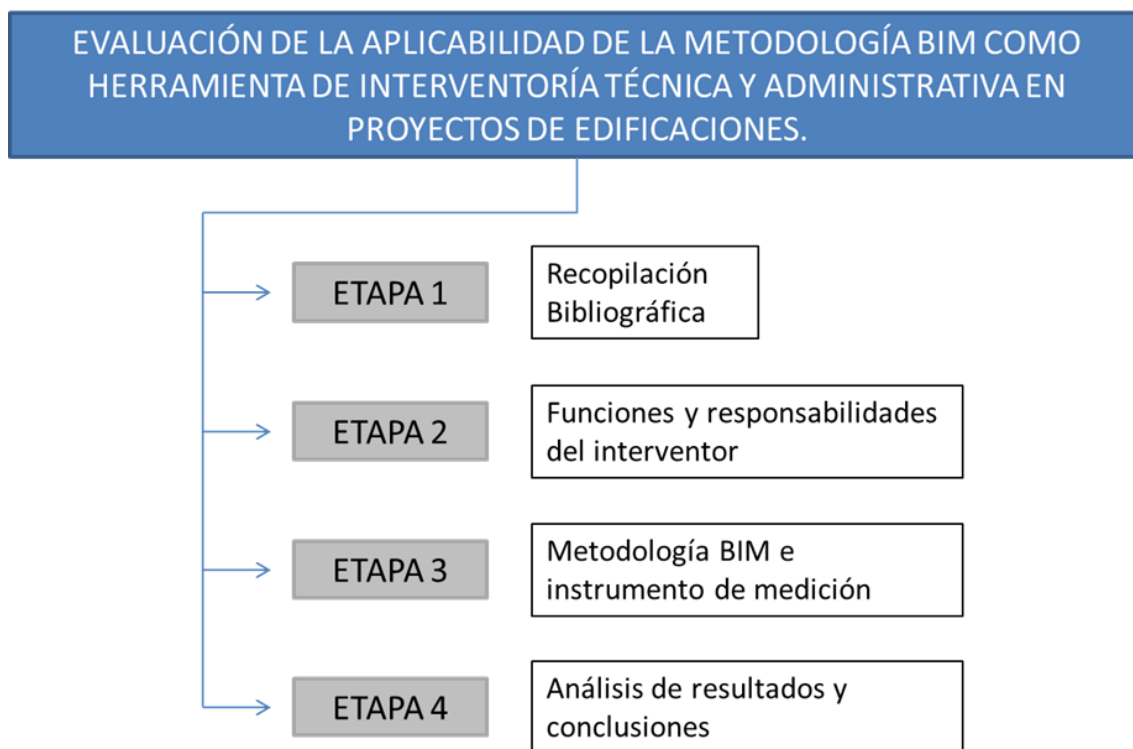 EVALUACIÓN DE LA APLICABILIDAD DE LA METODOLOGÍA BIM COMO
HERRAMIENTA DE INTERVENTORÍA TÉCNICA Y ADMINISTRATIVA EN
PROYECTOS DE EDIFICACIONES.
ETAPA 1
Recopilación
Bibliográfica
ETAPA 2
Funciones y responsabilidades
del interventor
ETAPA 3
Metodología BIM e
instrumento de medición
ETAPA 4
Análisis de resultados y
conclusiones